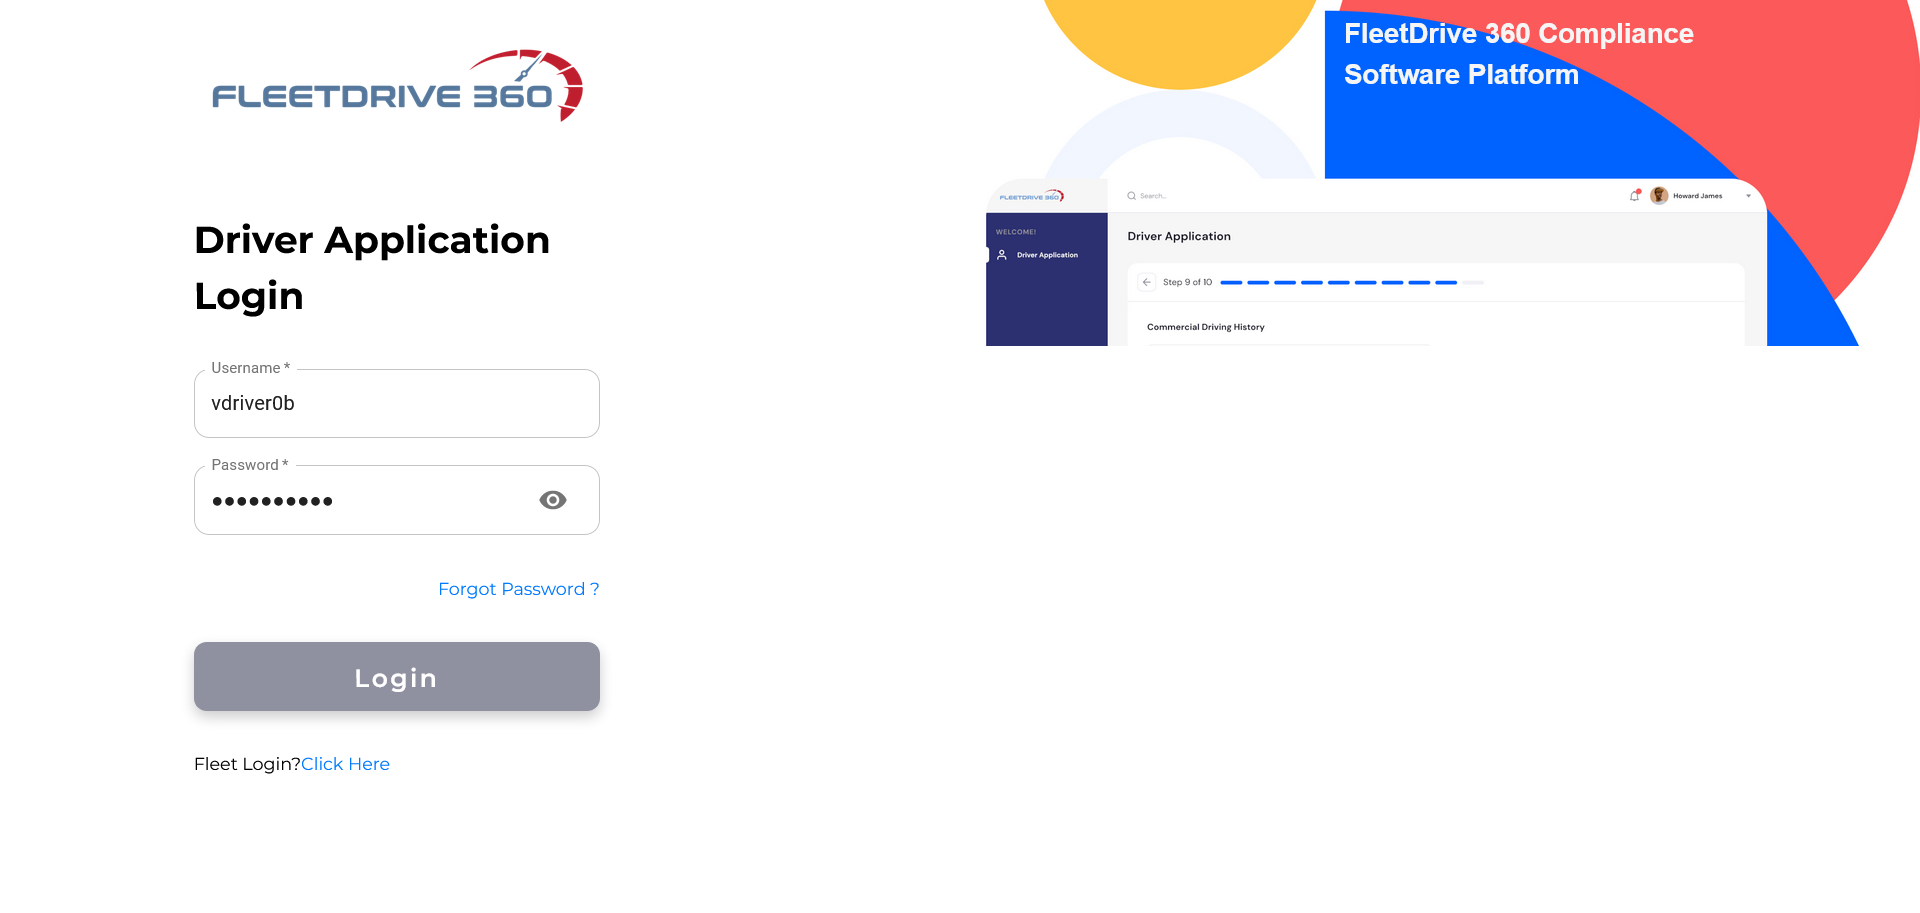 FLEETDRIVE 360
Driver Application
Login
Username *
vdriver0b
Password *
••••••••••
Forgot Password ?
Login
Fleet Login?Click Here
FleetDrive 360 Compliance
Software Platform
FLEETDRIVE 360
Search...
Howard James
WELCOME!
Driver Application
Driver Application
Step 9 of 10
Commercial Driving History